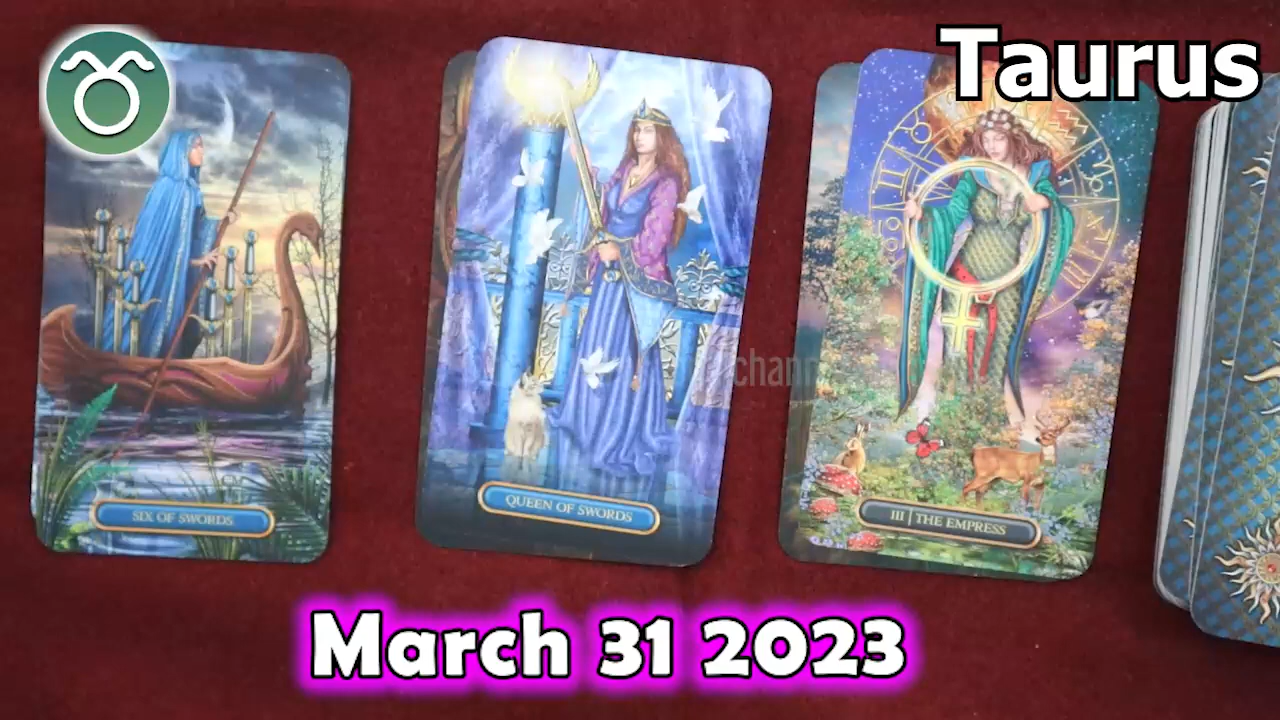 Taurus
SIX OF SWORDS
QUEEN OF SWORDS
III | THE EMPRESS
March 31 2023